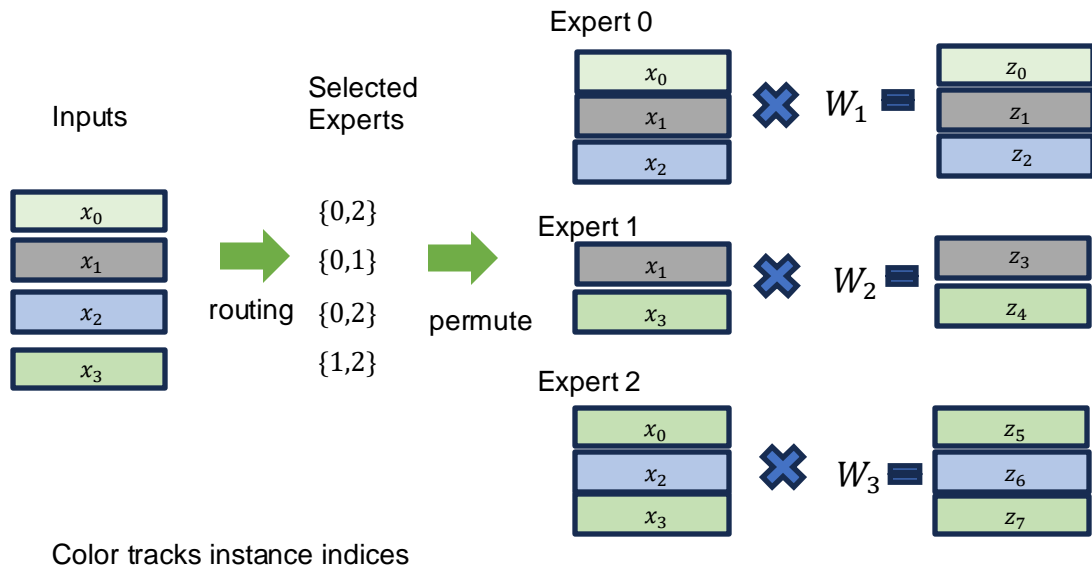 Inputs
x₀
x₁
x₂
x₃
routing
Selected
Experts
{0,2}
{0,1}
{0,2}
{1,2}
permute
Expert 0
x₀
x₁
x₂
W₁ =
z₀
z₁
z₂
Expert 1
x₁
x₃
W₂ =
z₃
z₄
Expert 2
x₀
x₂
x₃
W₃ =
z₅
z₆
z₇
Color tracks instance indices